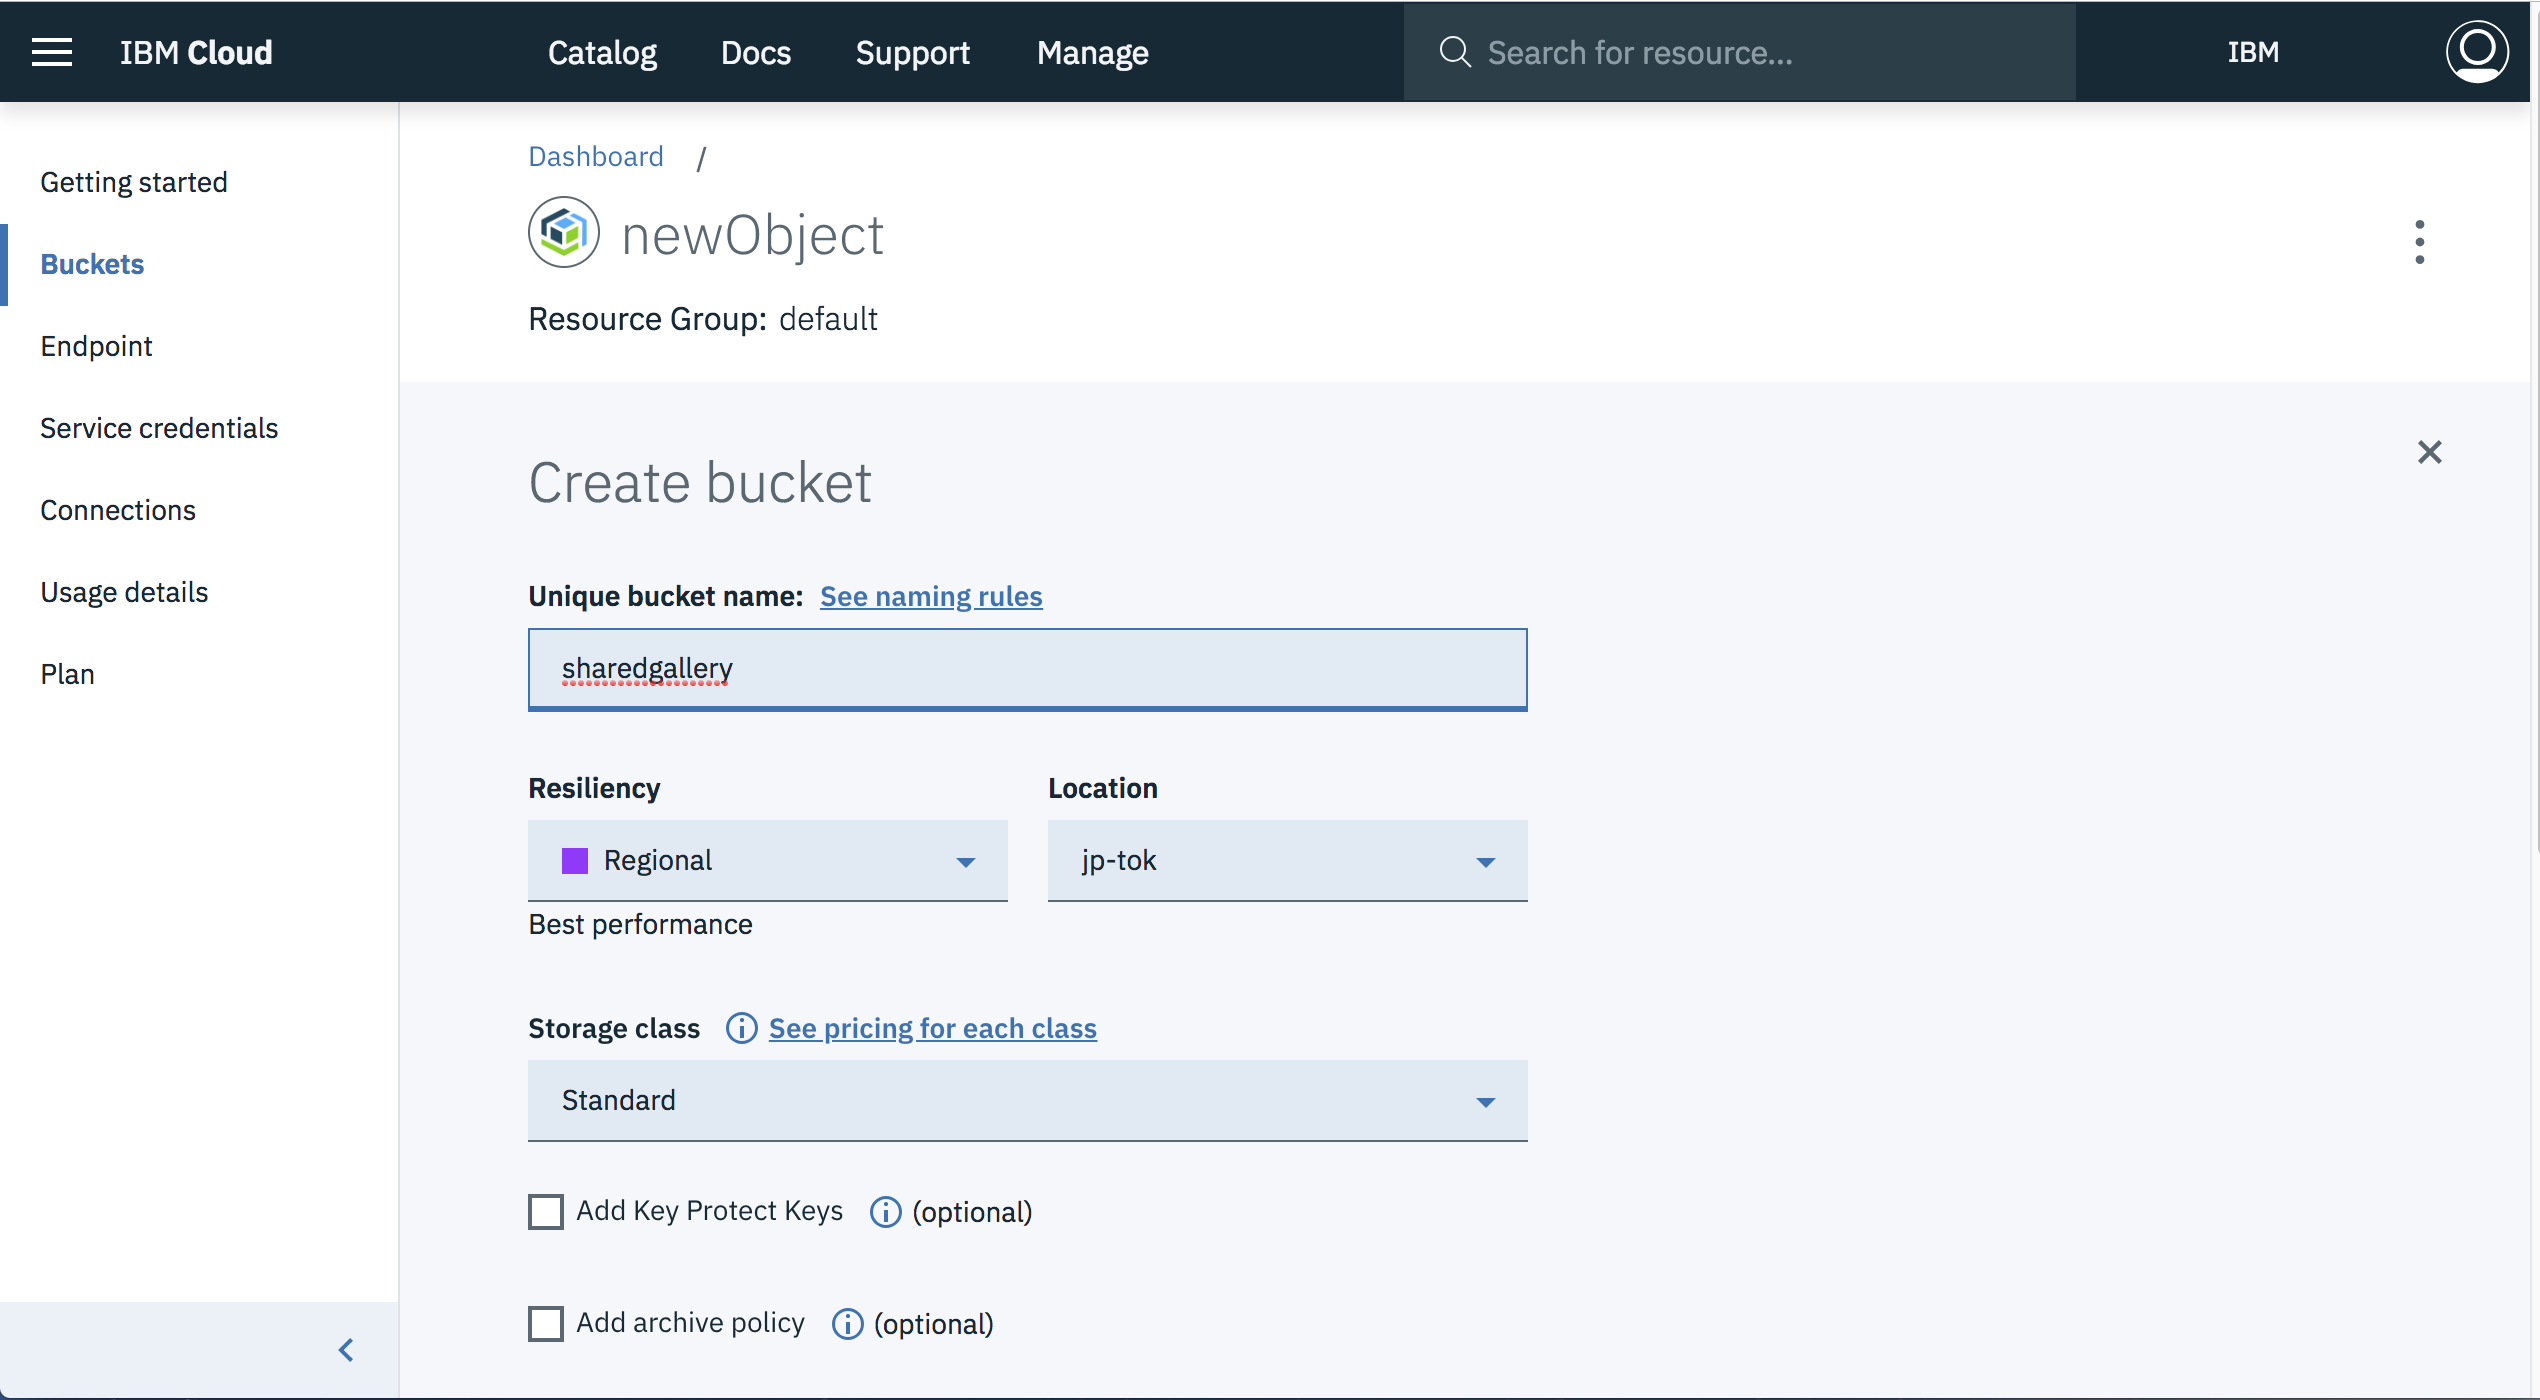 IBM Cloud Catalog Docs Support Manage Search for resource... IBM
Getting started
Buckets
Endpoint
Service credentials
Connections
Usage details
Plan
Dashboard /
newObject
Resource Group: default
Create bucket
Unique bucket name: See naming rules
sharedgallery
Resiliency Location
Regional jp-tok
Best performance
Storage class See pricing for each class
Standard
Add Key Protect Keys (optional)
Add archive policy (optional)